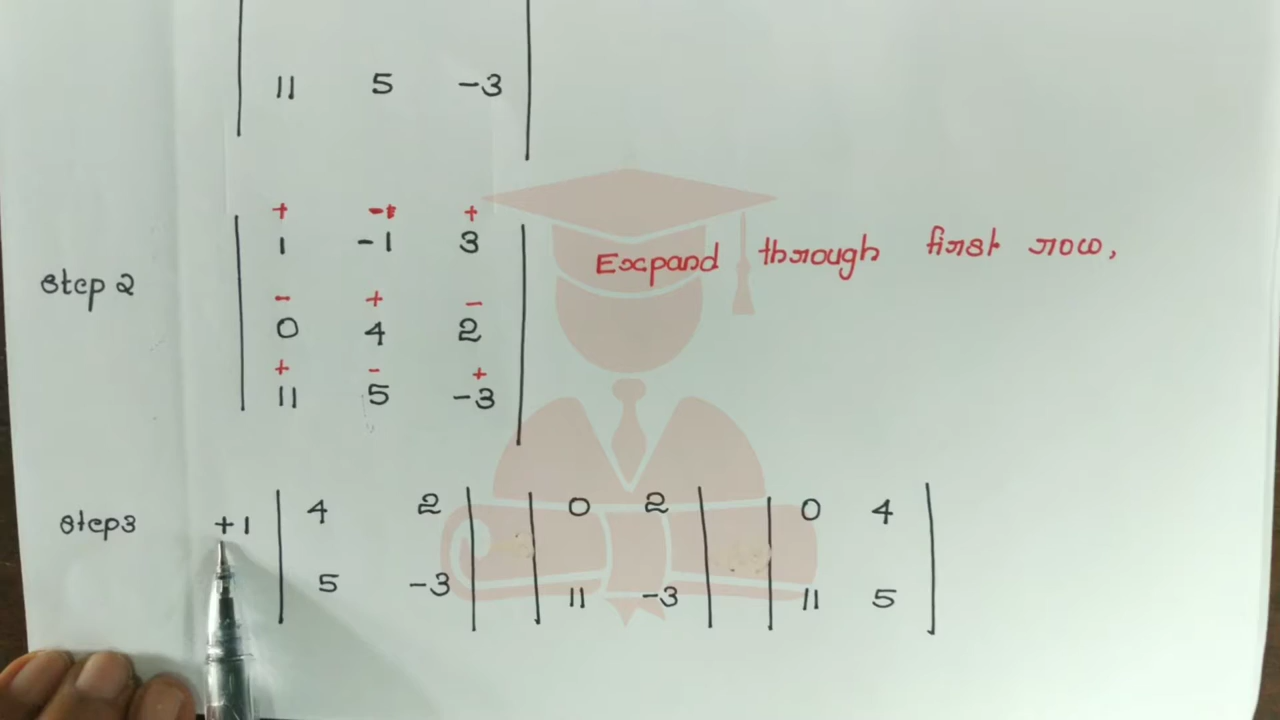 11 5 -3
+ - +
1 -1 3
Step 2 Expand through first row,
- + -
0 4 2
+ - +
11 5 -3
Step3 +1 4 2 0 2 0 4
5 -3 11 -3 11 5